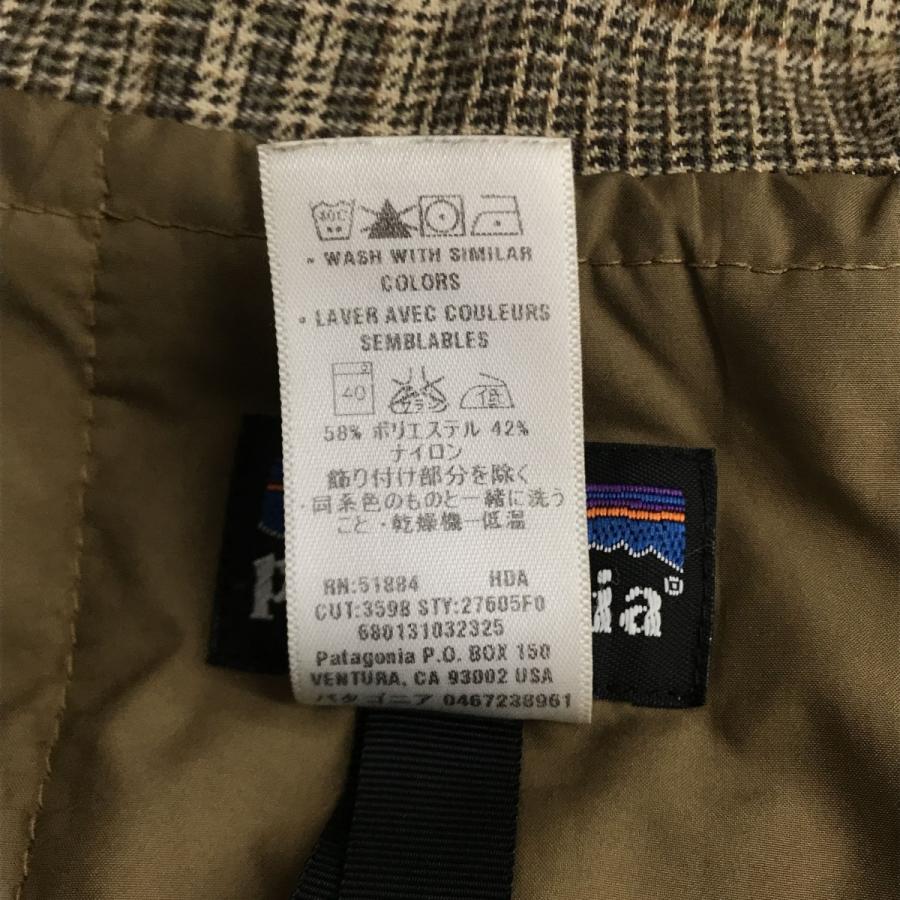 40C
~ WASH WITH SIMILAR
COLORS
• LAVER AVEC COULEURS
SEMBLABLES
40 低
58% ポリエステル 42%
ナイロン
飾り付け部分を除く
・同系色のものと一緒に洗う
こと・乾燥機一低温
RN:51884 HDA
CUT:3598 STY:27605F0
680131032325
Patagonia P.O. BOX 150
VENTURA, CA 93002 USA
パタゴニア 0467238961